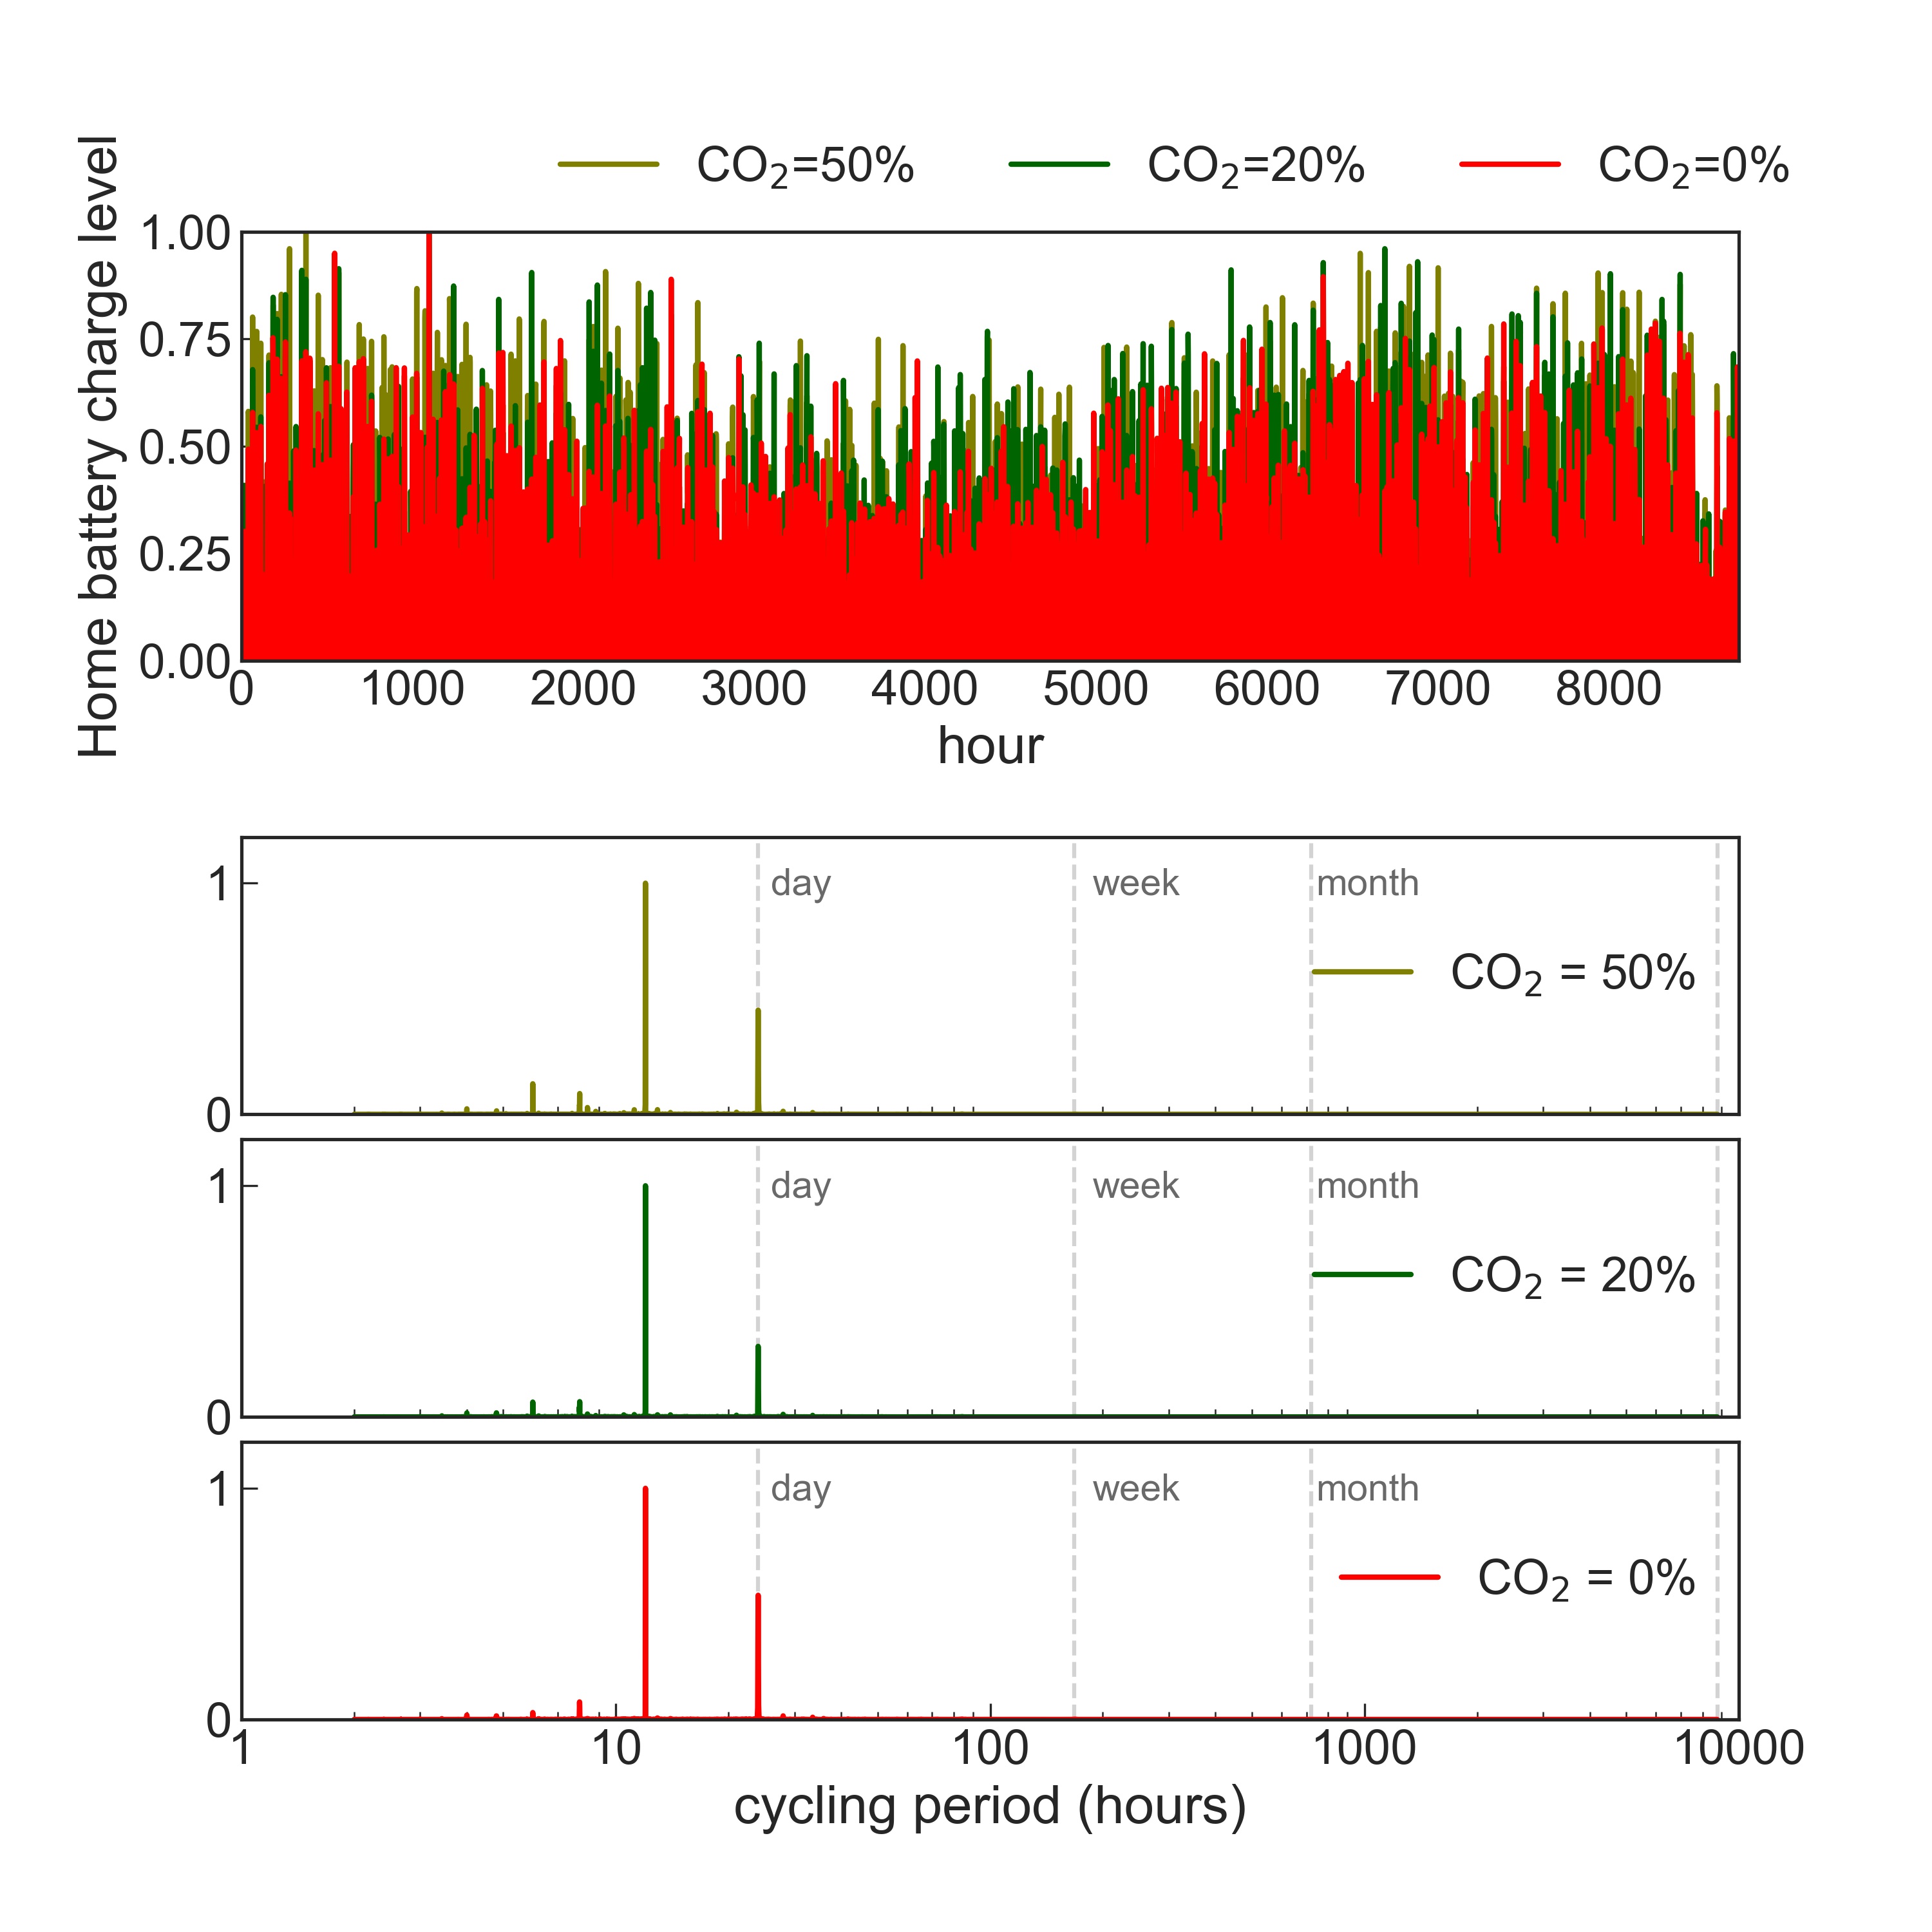 CO₂=50% CO₂=20% CO₂=0%
Home battery charge level
1.00
0.75
0.50
0.25
0.00
0 1000 2000 3000 4000 5000 6000 7000 8000
hour
1
day week month
CO₂ = 50%
0
1
day week month
CO₂ = 20%
0
1
day week month
CO₂ = 0%
0
1 10 100 1000 10000
cycling period (hours)